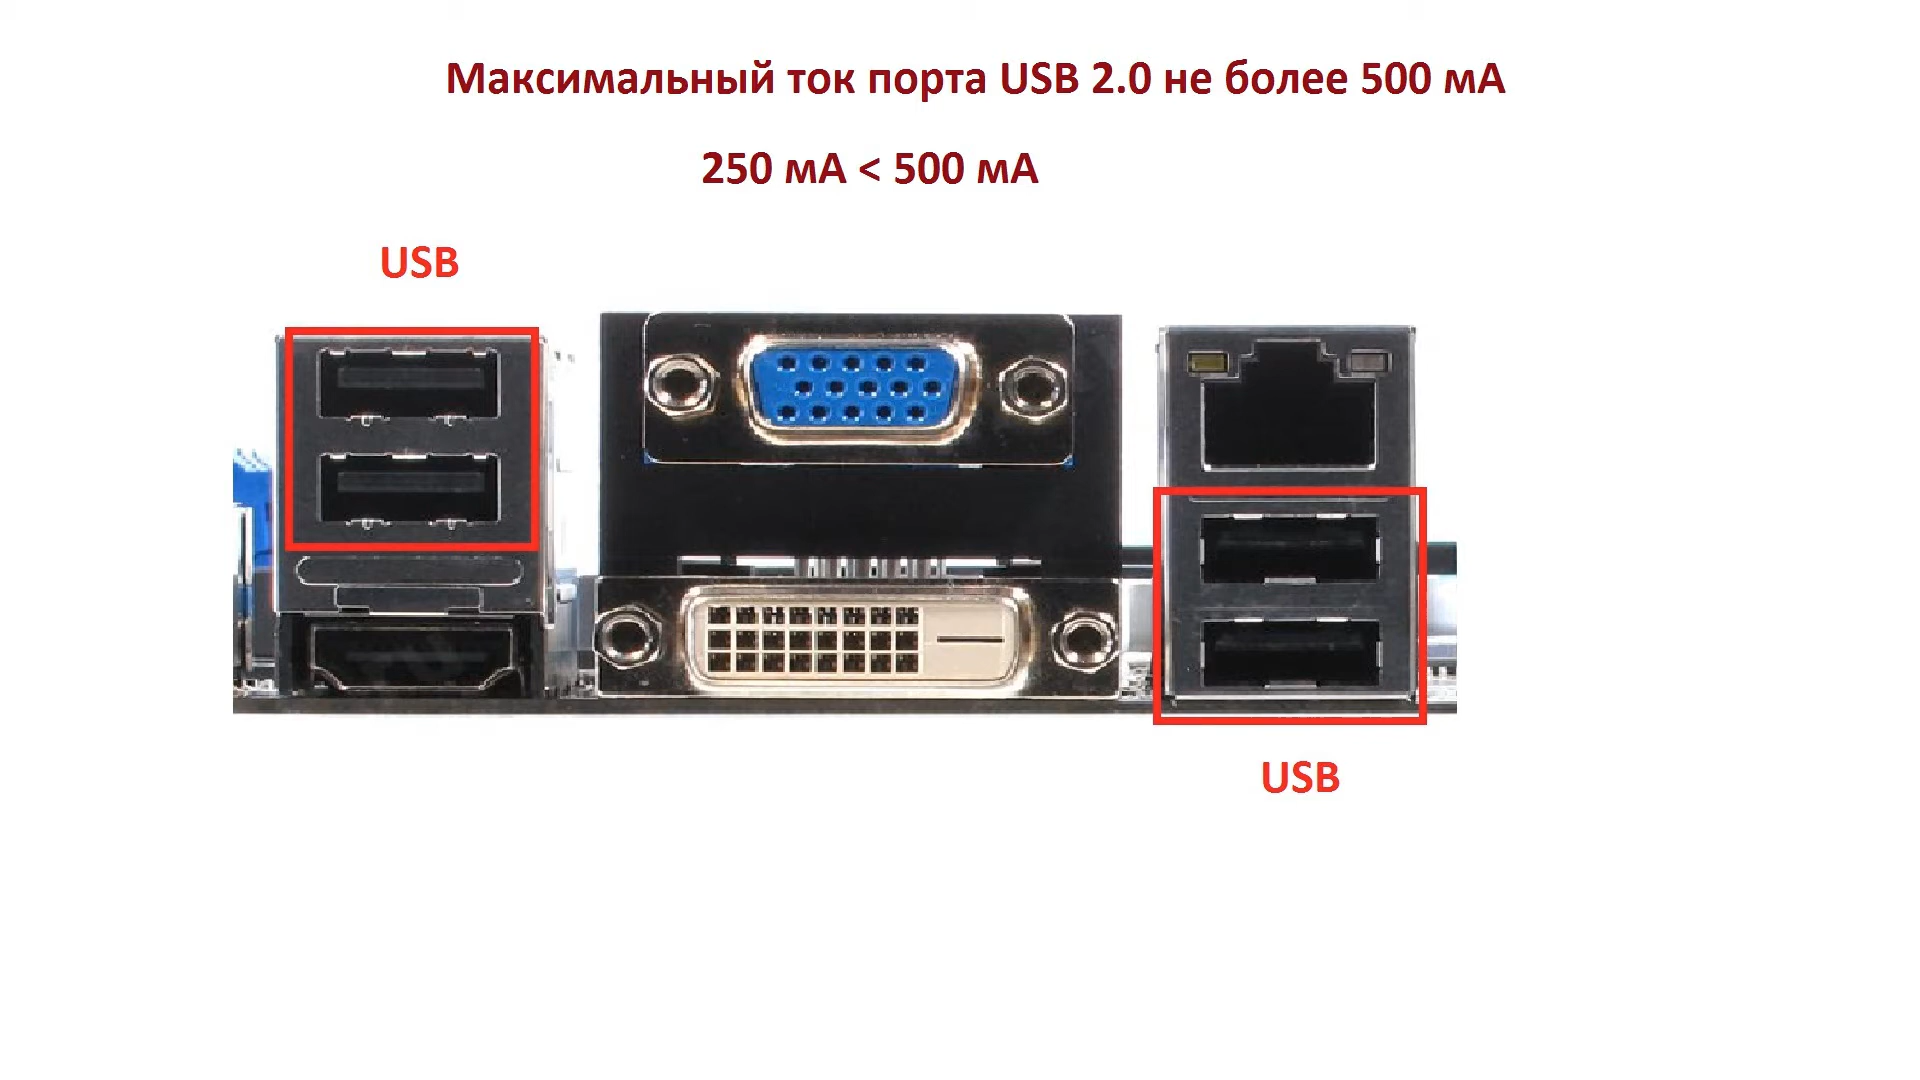 Максимальный ток порта USB 2.0 не более 500 мА
250 мА < 500 мА
USB
USB